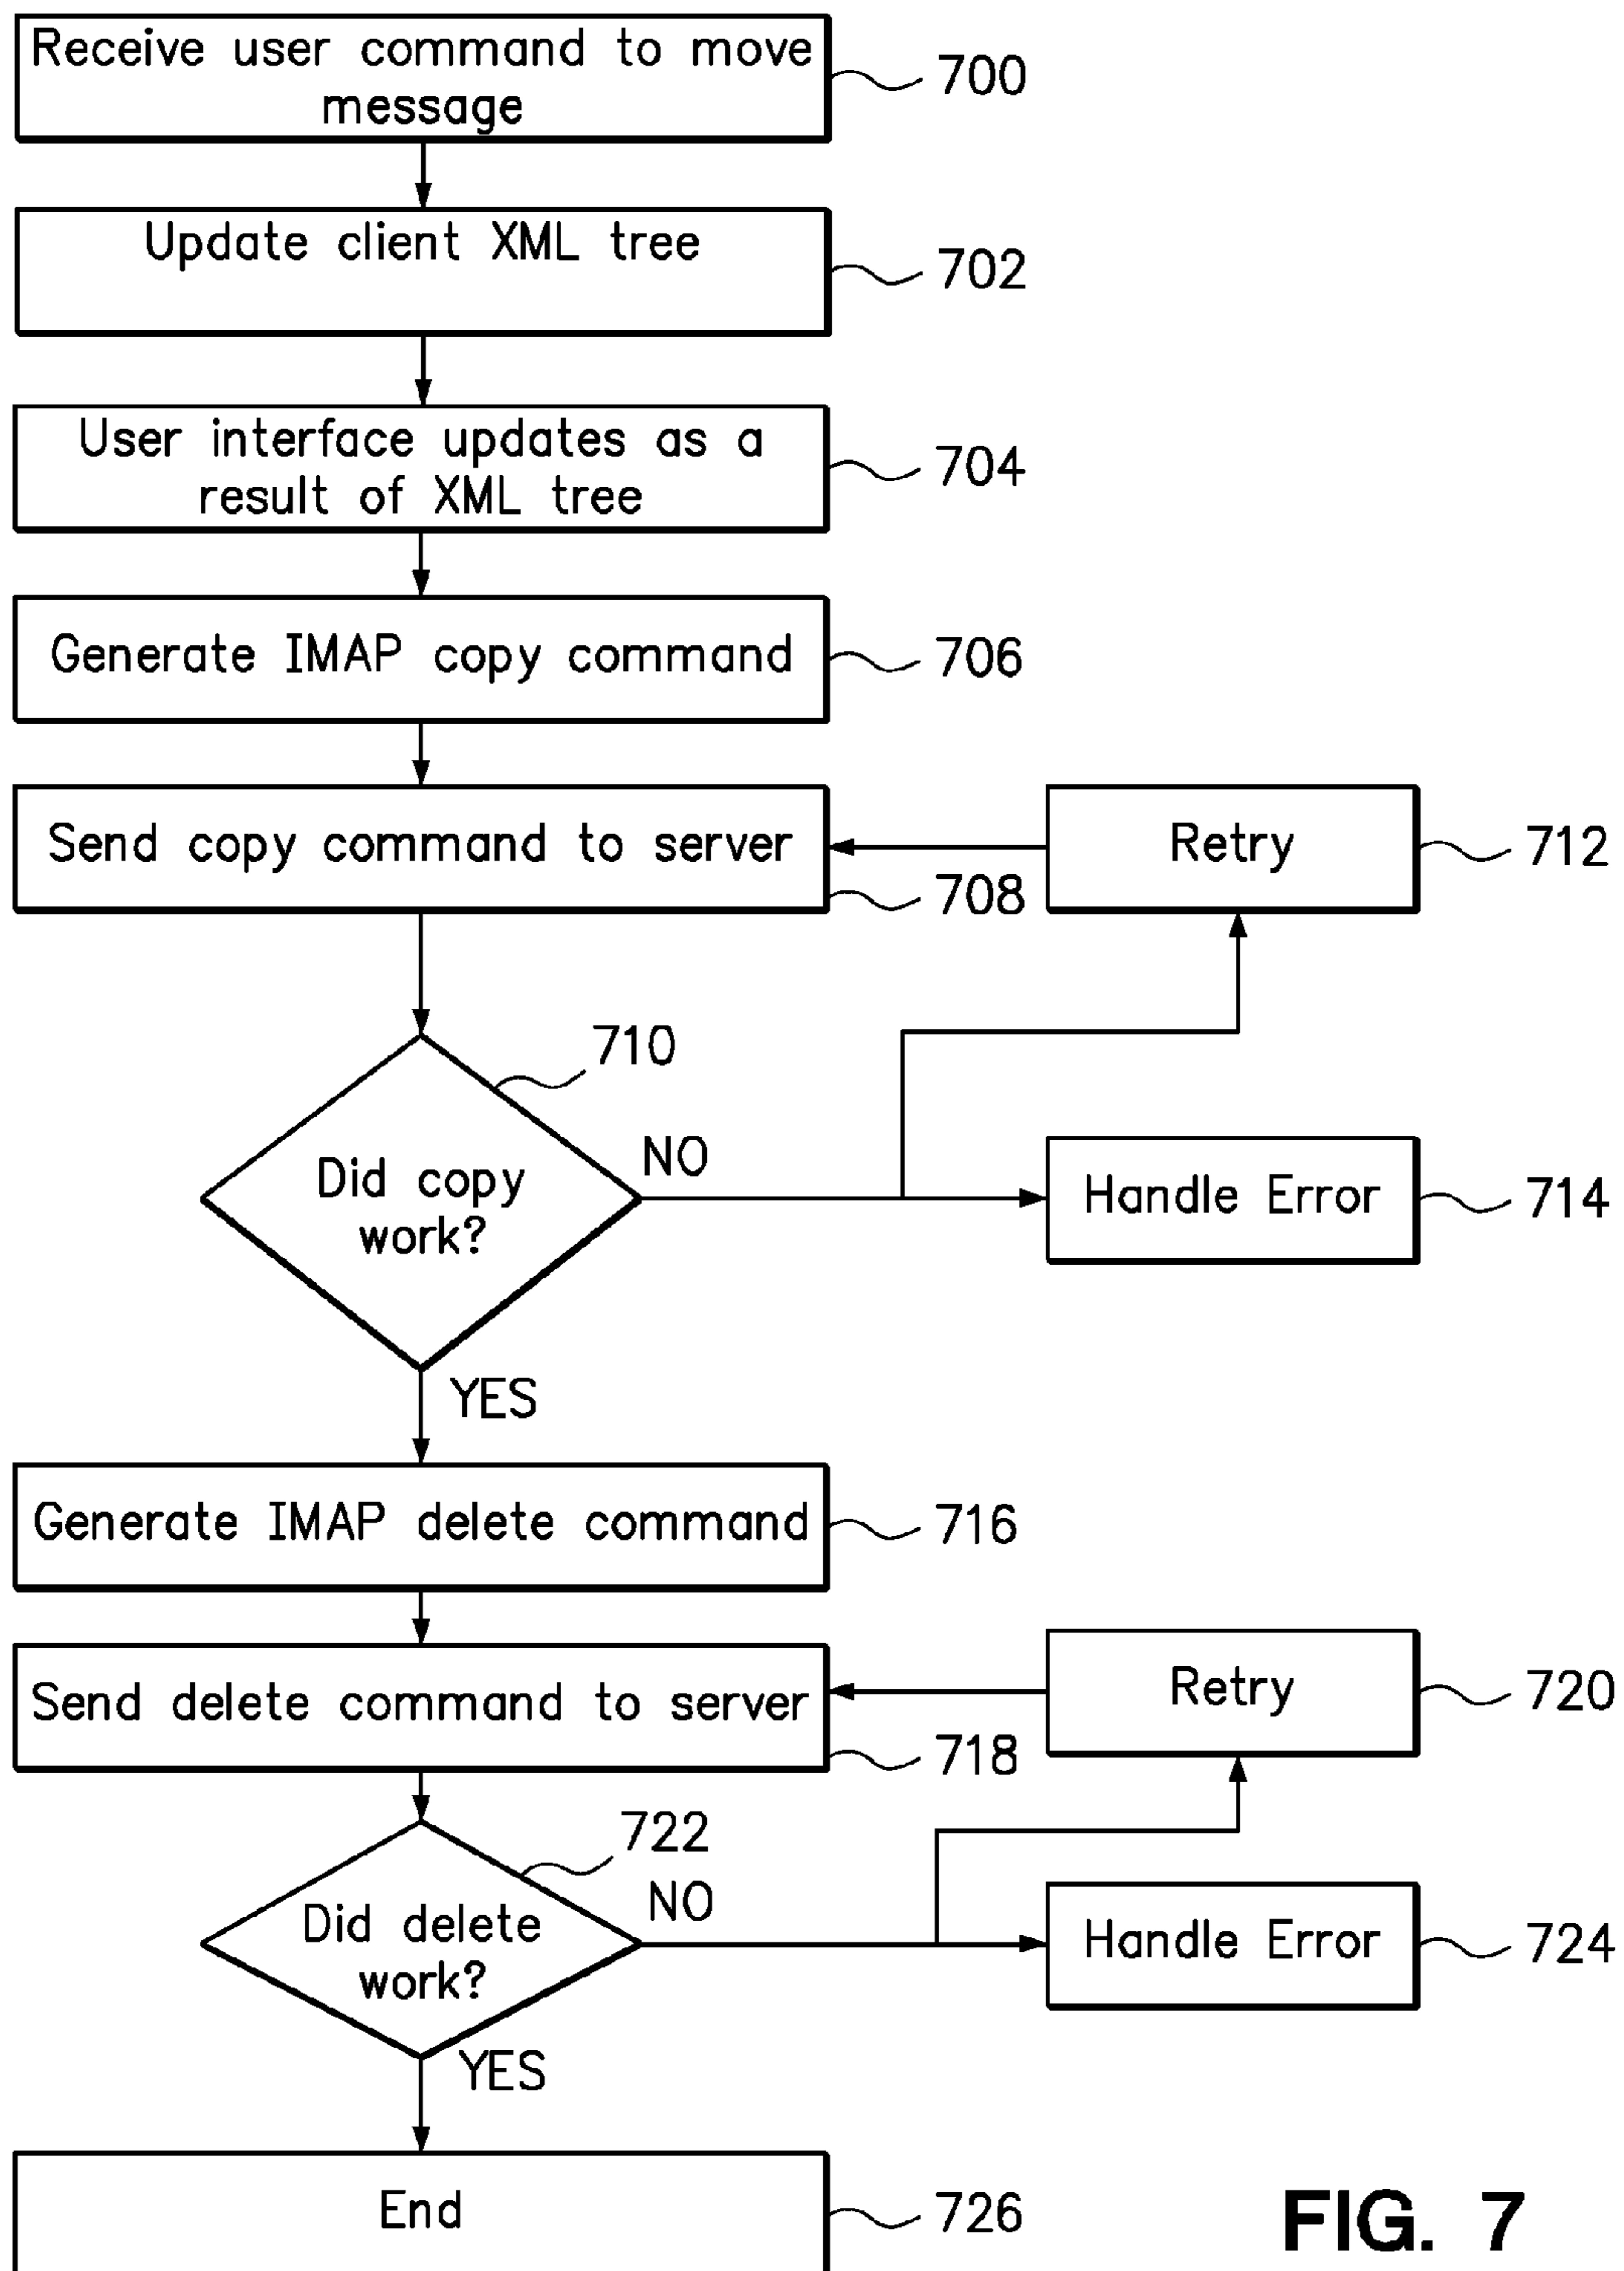 Receive user command to move
message
700
Update client XML tree
702
User interface updates as a
result of XML tree
704
Generate IMAP copy command
706
Send copy command to server
708
Retry
712
710
Did copy
work?
NO
Handle Error
714
YES
Generate IMAP delete command
716
Send delete command to server
718
Retry
720
722
Did delete
work?
NO
Handle Error
724
YES
End
726
FIG. 7